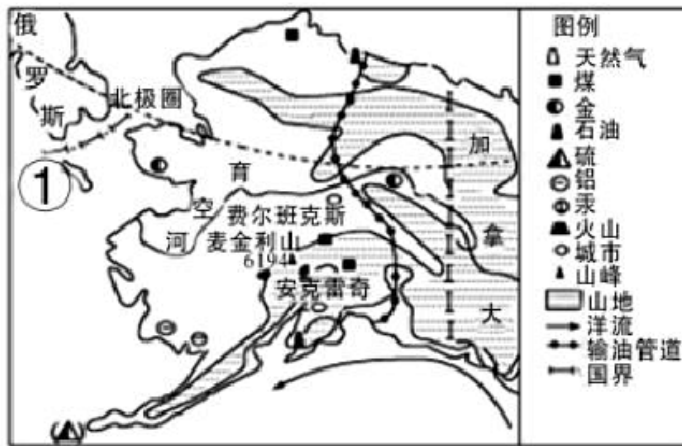 俄
罗
斯
北极圈
①
育
空
河
加
拿
大
费尔班克斯
麦金利山
6194
安克雷奇
图例
天然气
煤
金
石油
硫
铝
汞
火山
城市
山峰
山地
洋流
输油管道
国界